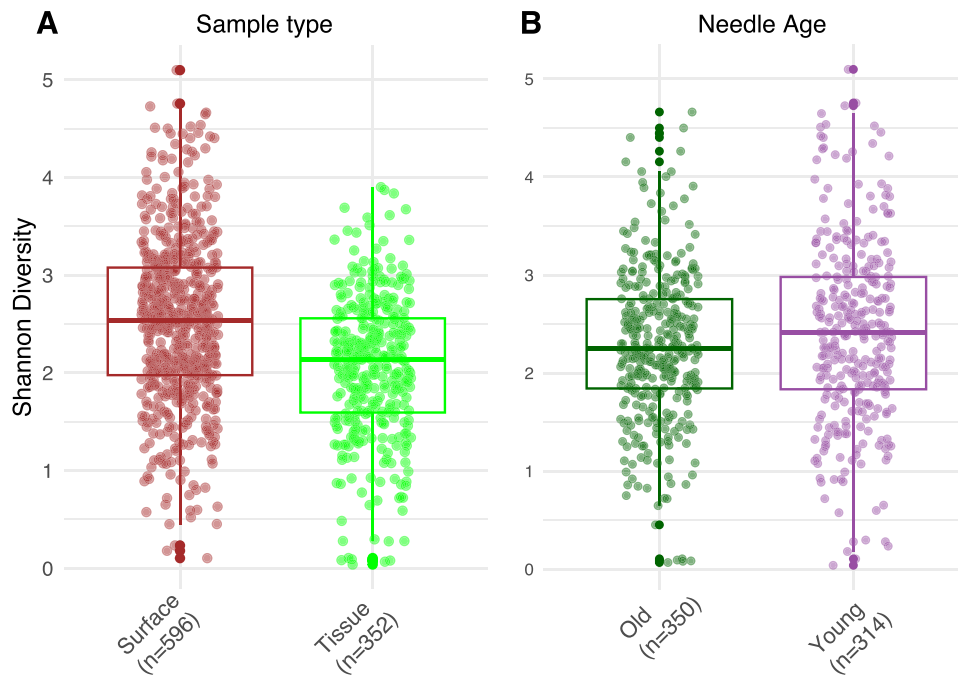 A
Sample type
B
Needle Age
Shannon Diversity
5
4
3
2
1
0
Surface
(n=596)
Tissue
(n=352)
5
4
3
2
1
0
Old
(n=350)
Young
(n=314)